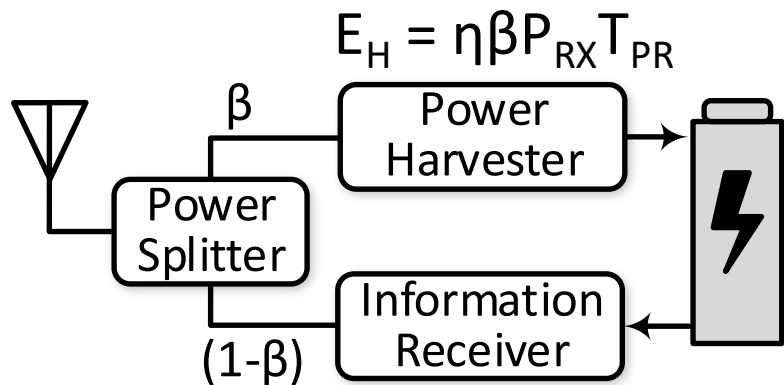 E_H = ηβP_RX T_PR
β
Power
Harvester
Power
Splitter
Information
Receiver
(1-β)